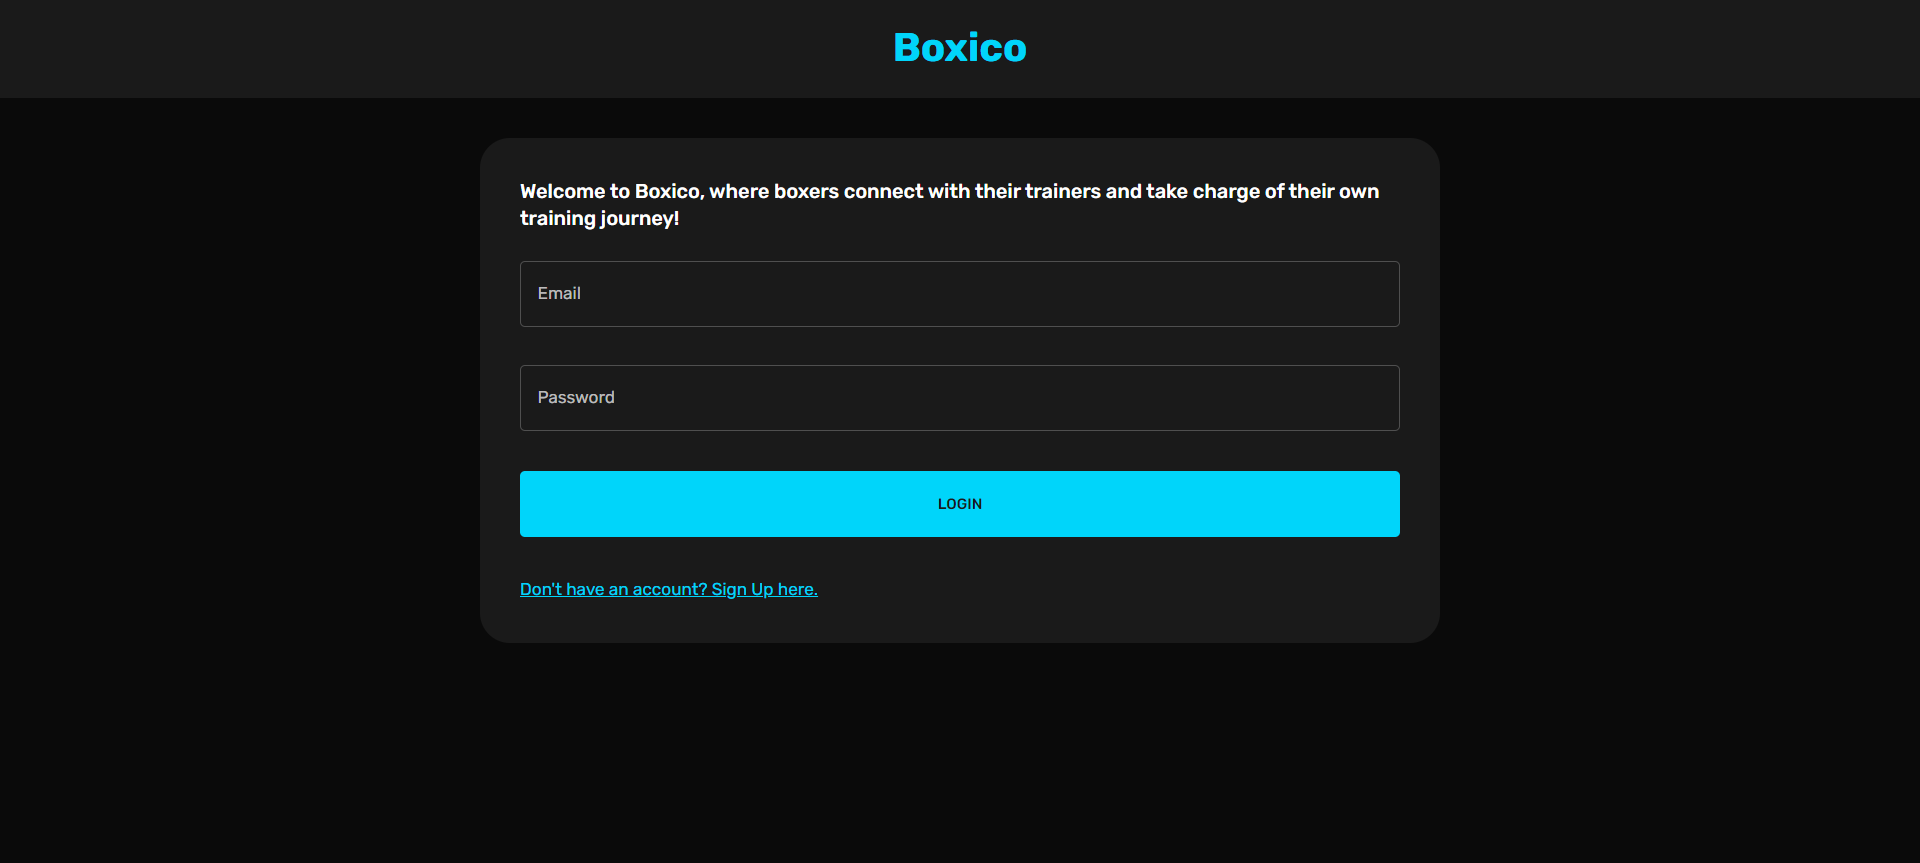 Boxico
Welcome to Boxico, where boxers connect with their trainers and take charge of their own
training journey!
Email
Password
LOGIN
Don't have an account? Sign Up here.